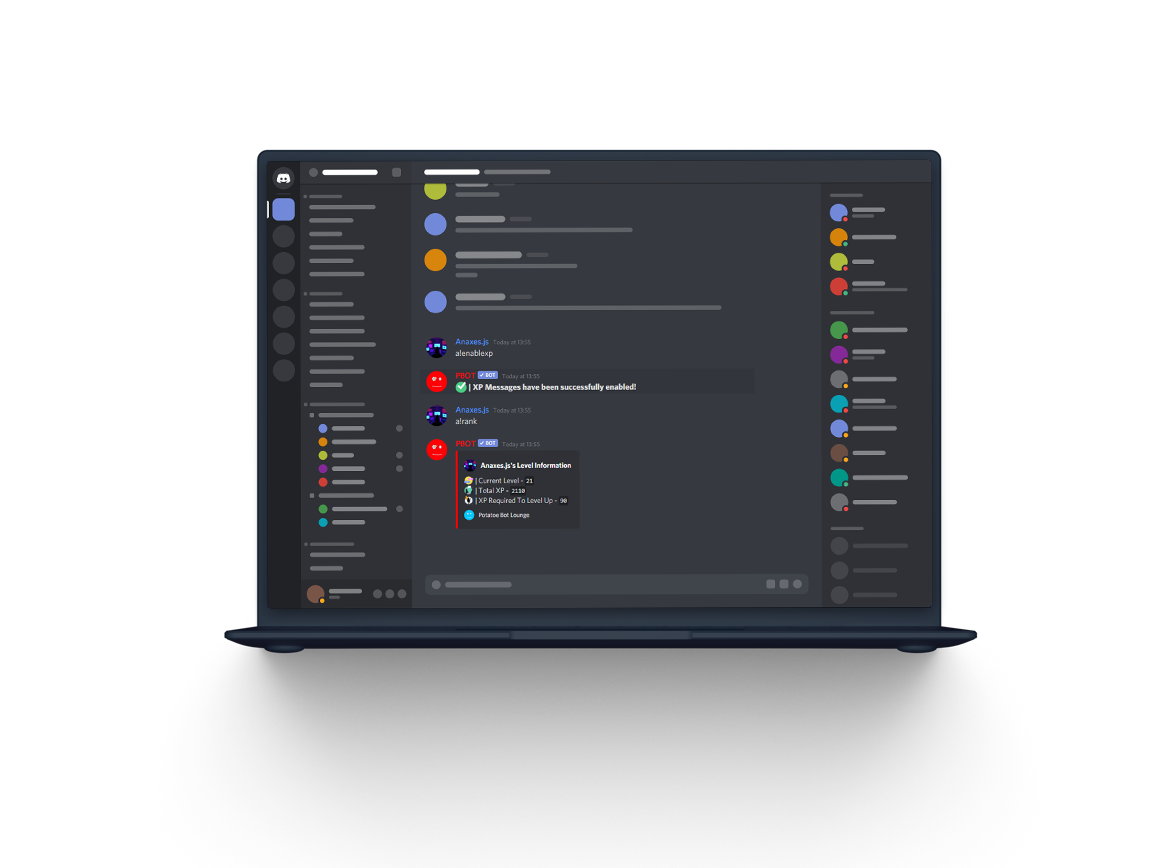 Anaxes.js Today at 13:55
a!enablexp
PBOT ✓ BOT Today at 13:55
✅ | XP Messages have been successfully enabled!
Anaxes.js Today at 13:55
a!rank
PBOT ✓ BOT Today at 13:55
Anaxes.js's Level Information
| Current Level - 21
| Total XP - 2110
| XP Required To Level Up - 90
Potatoe Bot Lounge